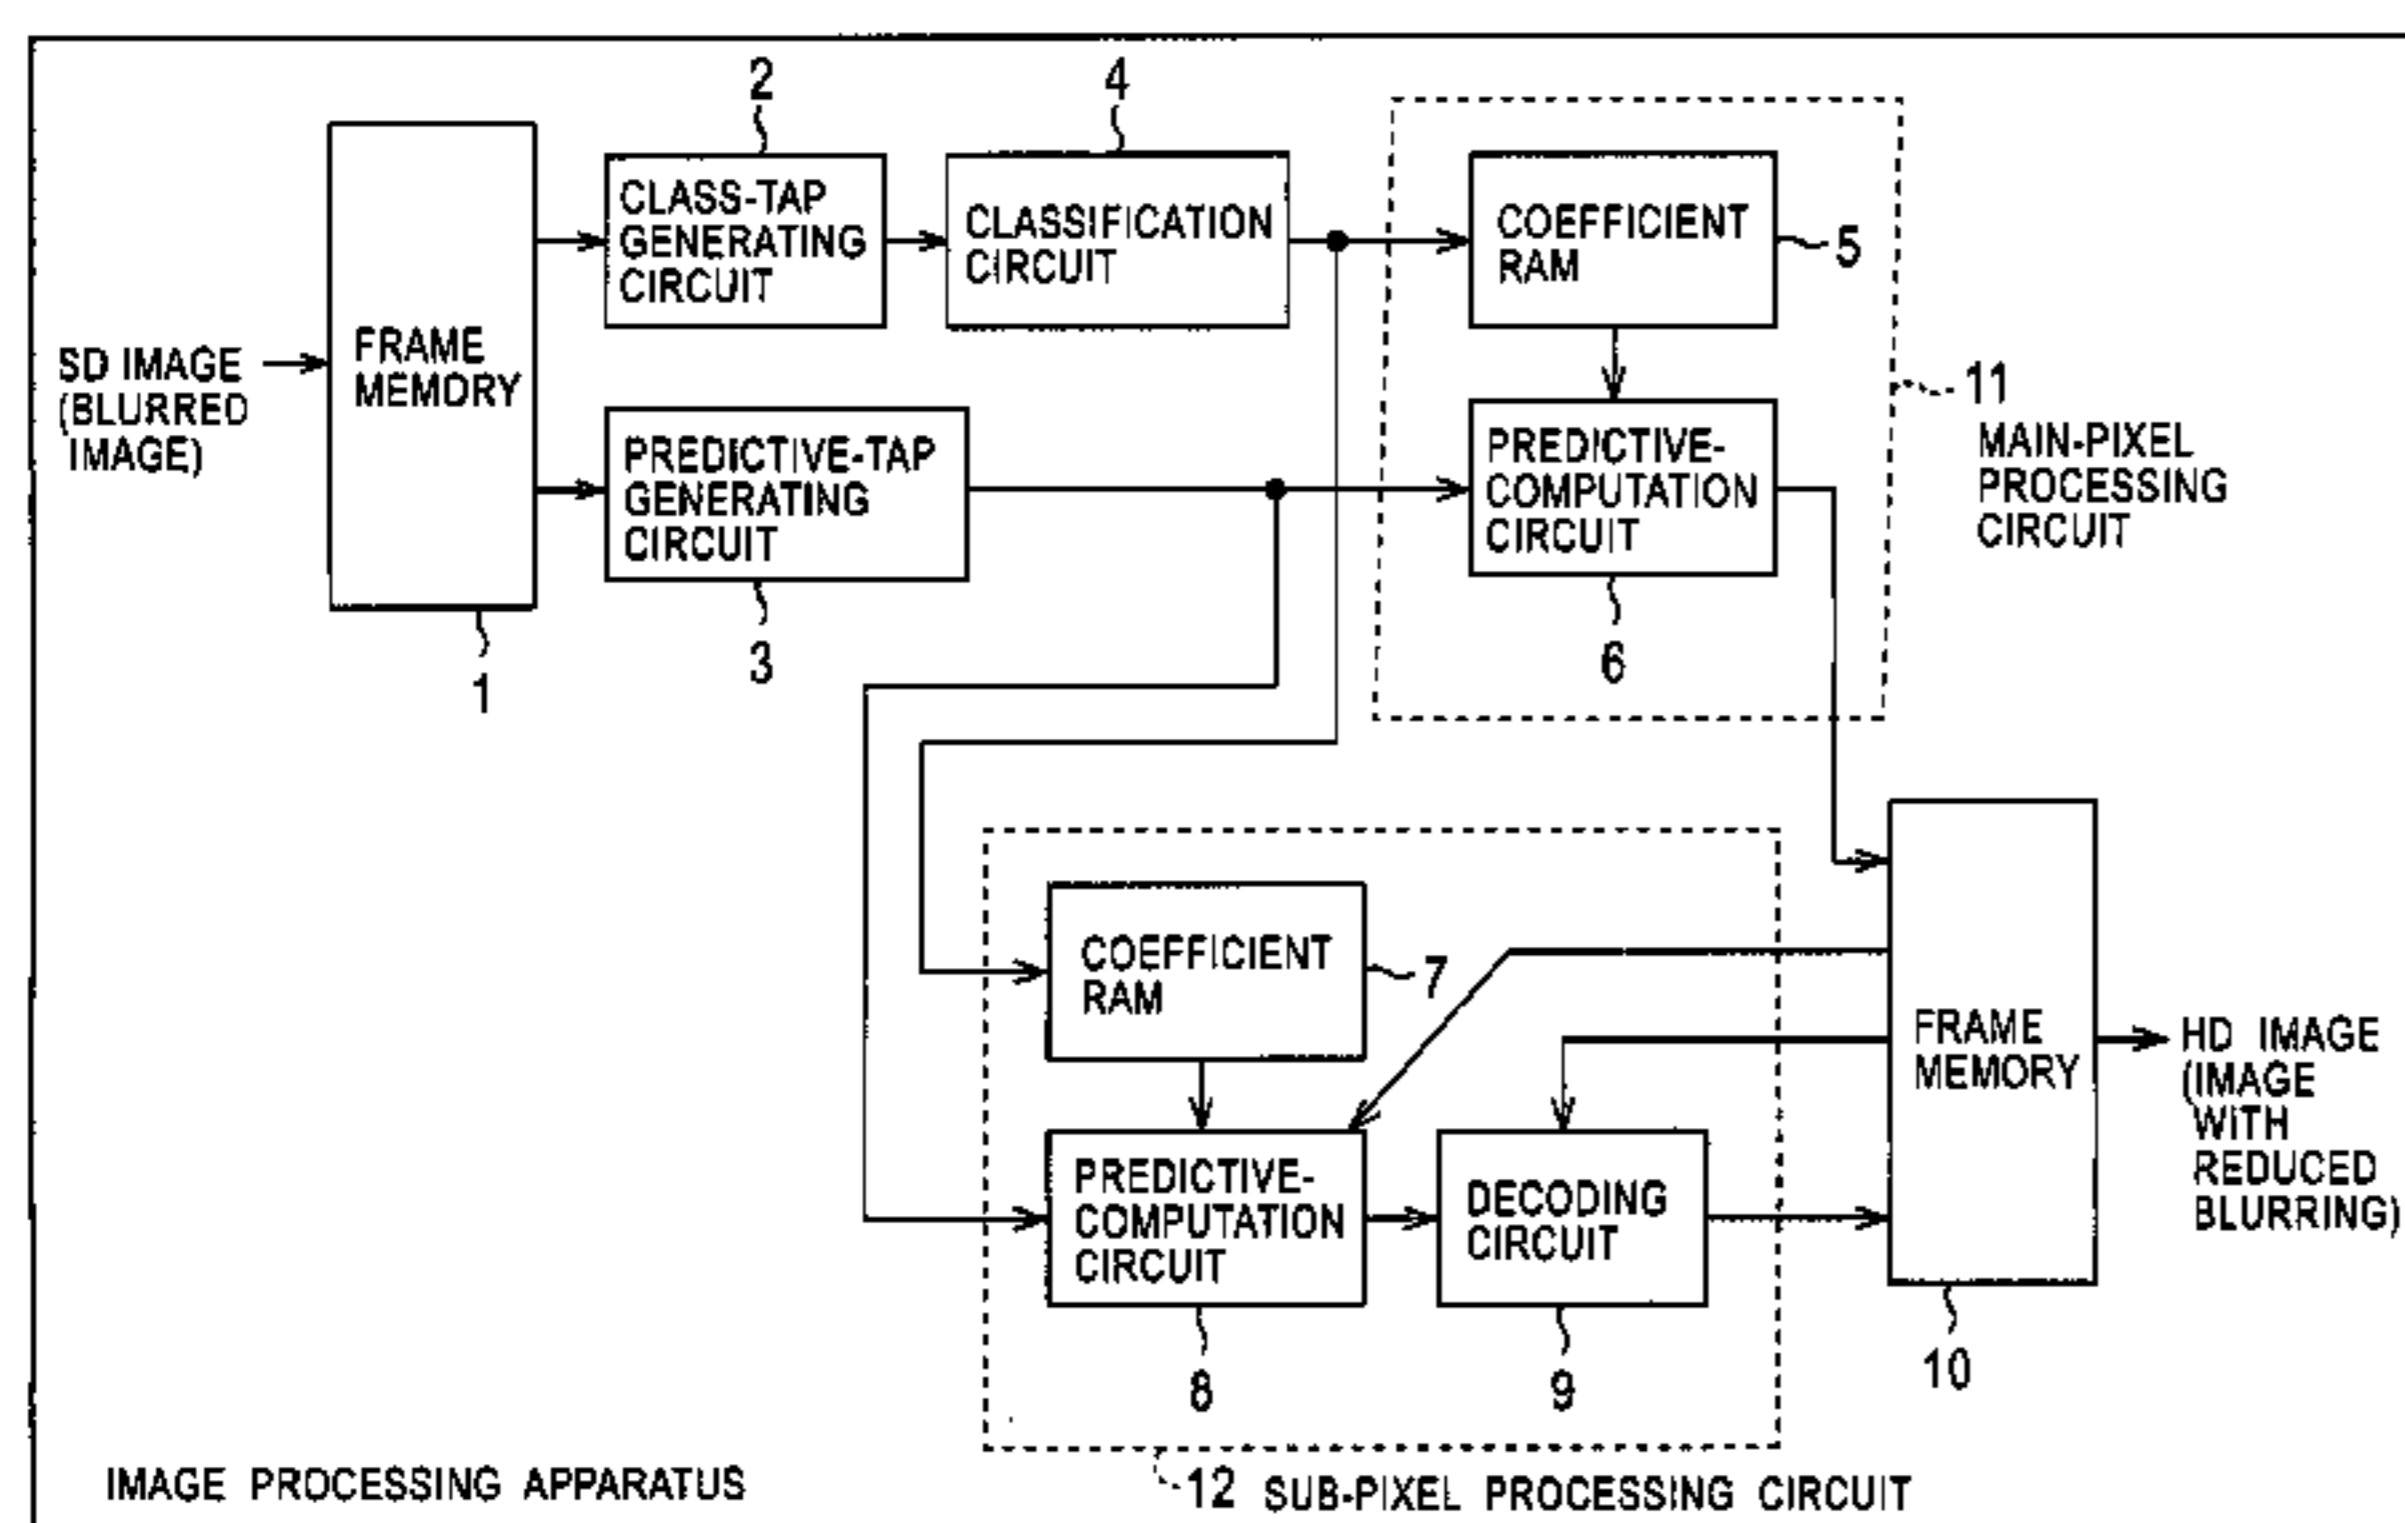 2
4
CLASS-TAP
GENERATING
CIRCUIT
CLASSIFICATION
CIRCUIT
COEFFICIENT
RAM
5
SD IMAGE
(BLURRED
IMAGE)
FRAME
MEMORY
1
PREDICTIVE-TAP
GENERATING
CIRCUIT
3
PREDICTIVE-
COMPUTATION
CIRCUIT
6
11
MAIN-PIXEL
PROCESSING
CIRCUIT
COEFFICIENT
RAM
7
PREDICTIVE-
COMPUTATION
CIRCUIT
8
DECODING
CIRCUIT
9
FRAME
MEMORY
10
HD IMAGE
(IMAGE
WITH
REDUCED
BLURRING)
IMAGE PROCESSING APPARATUS
12 SUB-PIXEL PROCESSING CIRCUIT